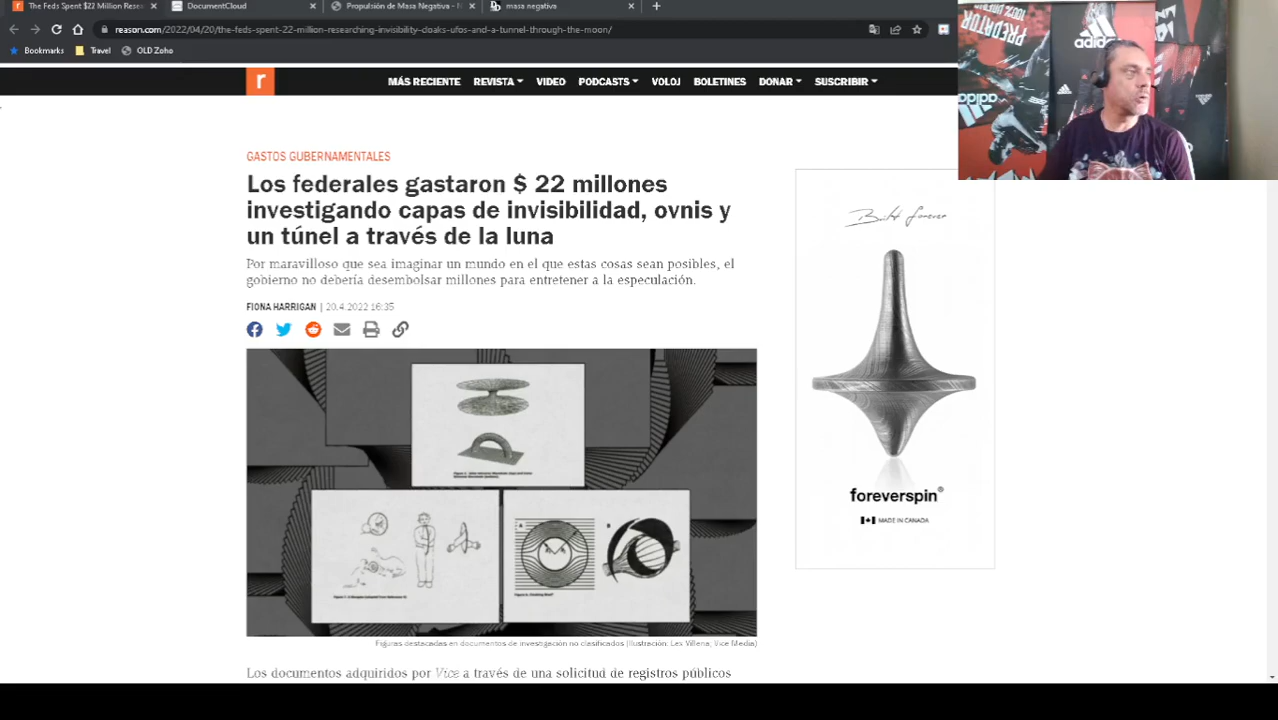 The Feds Spent $22 Million Resea
DocumentCloud
Propulsión de Masa Negativa -
masa negativa
reason.com/2022/04/20/the-feds-spent-22-million-researching-invisibility-cloaks-ufos-and-a-tunnel-through-the-moon/
Bookmarks
Travel
OLD Zoho
r
MÁS RECIENTE
REVISTA
VIDEO
PODCASTS
VOLOJ
BOLETINES
DONAR
SUSCRIBIR
PREDATOR
100%
adidas
adidas
GASTOS GUBERNAMENTALES
Los federales gastaron $ 22 millones
investigando capas de invisibilidad, ovnis y
un túnel a través de la luna
Por maravilloso que sea imaginar un mundo en el que estas cosas sean posibles, el
gobierno no debería desembolsar millones para entretener a la especulación.
FIONA HARRIGAN | 20.4.2022 16:35
Built forever
foreverspin®
MADE IN CANADA
A
B
Figuras destacadas en documentos de investigación no clasificados (Ilustración: Lex Villena, Vice Media)
Los documentos adquiridos por Vice a través de una solicitud de registros públicos